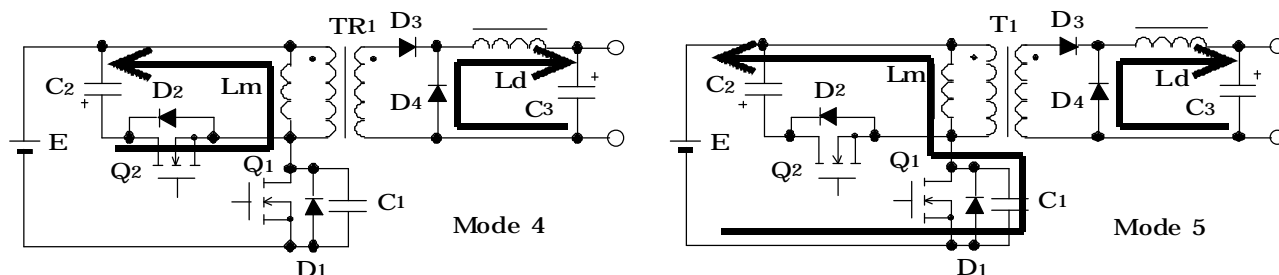 TR1
D3
C2
+
D2
Lm
Ld
+
D4
C3
E
Q2
Q1
C1
Mode 4
D1
T1
D3
C2
+
D2
Lm
Ld
+
D4
C3
E
Q2
Q1
C1
Mode 5
D1